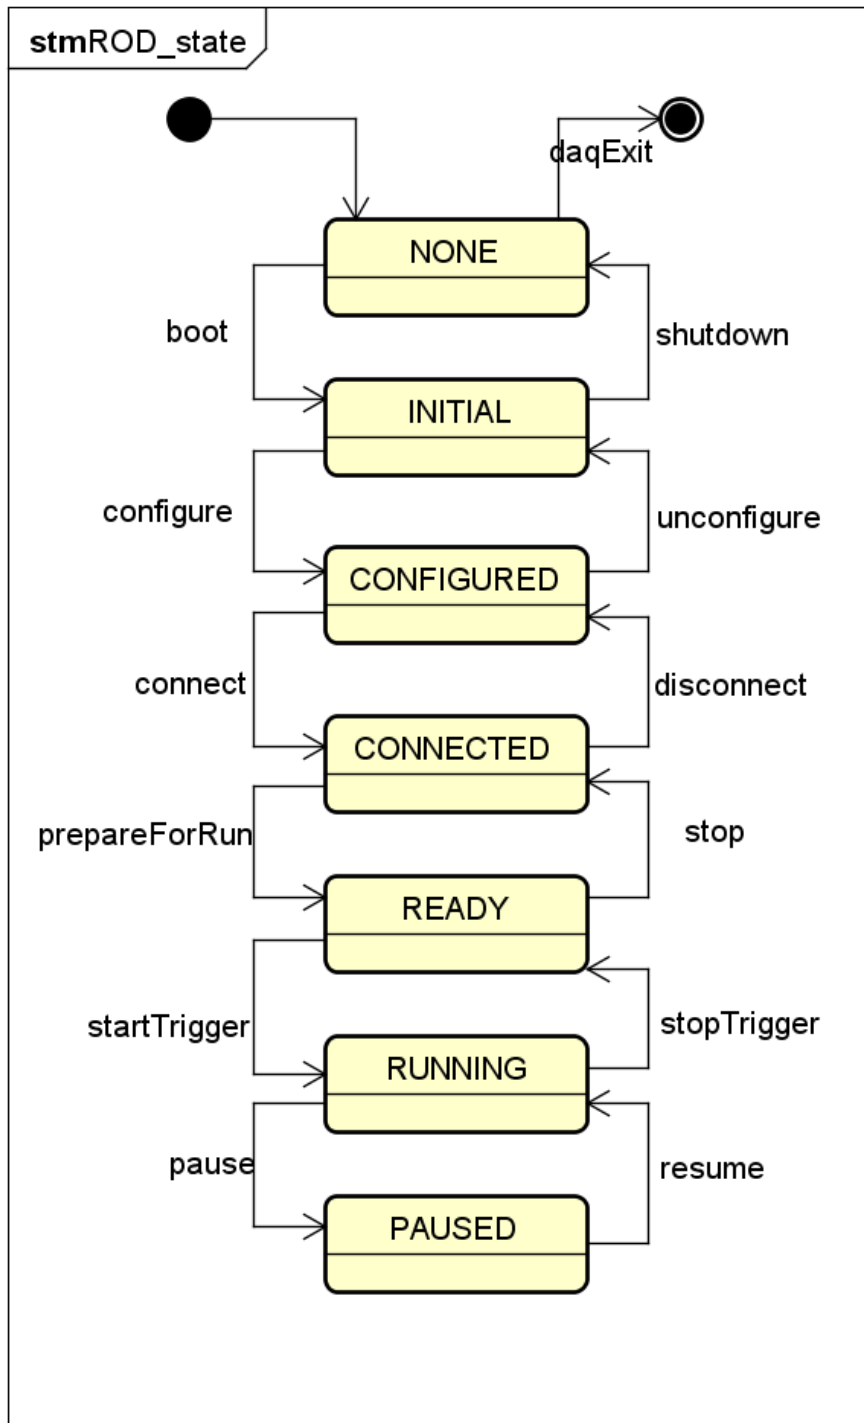 stmROD_state
daqExit
NONE
boot
shutdown
INITIAL
configure
unconfigure
CONFIGURED
connect
disconnect
CONNECTED
prepareForRun
stop
READY
startTrigger
stopTrigger
RUNNING
pause
resume
PAUSED